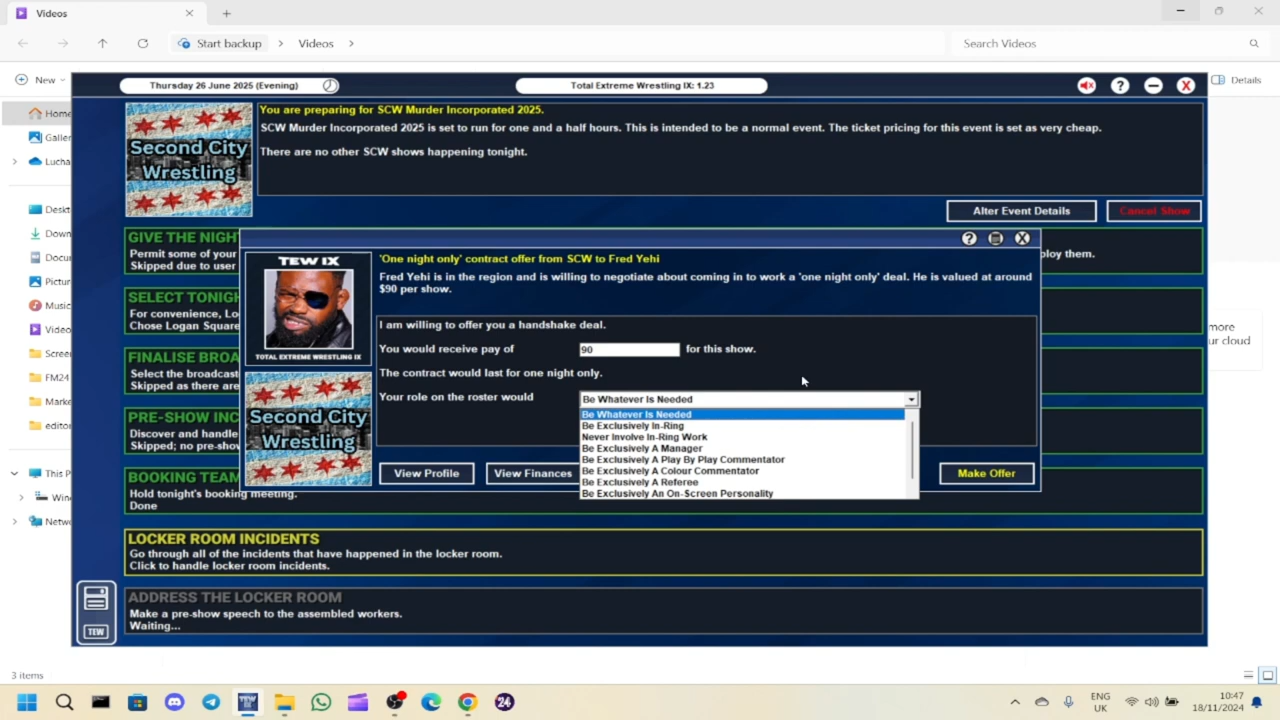 Videos
Start backup
Videos
Search Videos
New
Details
Thursday 26 June 2025 (Evening)
Total Extreme Wrestling IX: 1.23
Home
Galler
Lucha
Deskt
Down
Docum
Pictur
Music
Video
Screen
FM24
Marke
editor
This P
Wind
Netwo
Second City
Wrestling
You are preparing for SCW Murder Incorporated 2025.
SCW Murder Incorporated 2025 is set to run for one and a half hours. This is intended to be a normal event. The ticket pricing for this event is set as very cheap.
There are no other SCW shows happening tonight.
Alter Event Details
Cancel Show
GIVE THE NIGH
Permit some of your
Skipped due to user
ploy them.
SELECT TONIG
For convenience, Lo
Chose Logan Square
FINALISE BROA
Select the broadcast
Skipped as there are
PRE-SHOW INC
Discover and handle
Skipped; no pre-show
BOOKING TEAM
Hold tonight's booking meeting.
Done
LOCKER ROOM INCIDENTS
Go through all of the incidents that have happened in the locker room.
Click to handle locker room incidents.
ADDRESS THE LOCKER ROOM
Make a pre-show speech to the assembled workers.
Waiting...
TEW
TEW IX
TOTAL EXTREME WRESTLING IX
Second City
Wrestling
'One night only' contract offer from SCW to Fred Yehi
Fred Yehi is in the region and is willing to negotiate about coming in to work a 'one night only' deal. He is valued at around
$90 per show.
I am willing to offer you a handshake deal.
You would receive pay of
90
for this show.
The contract would last for one night only.
Your role on the roster would
Be Whatever Is Needed
Be Whatever Is Needed
Be Exclusively In-Ring
Never Involve In-Ring Work
Be Exclusively A Manager
Be Exclusively A Play By Play Commentator
Be Exclusively A Colour Commentator
Be Exclusively A Referee
Be Exclusively An On-Screen Personality
View Profile
View Finances
Make Offer
more
ur cloud
3 items
TEW
24
ENG
UK
10:47
18/11/2024